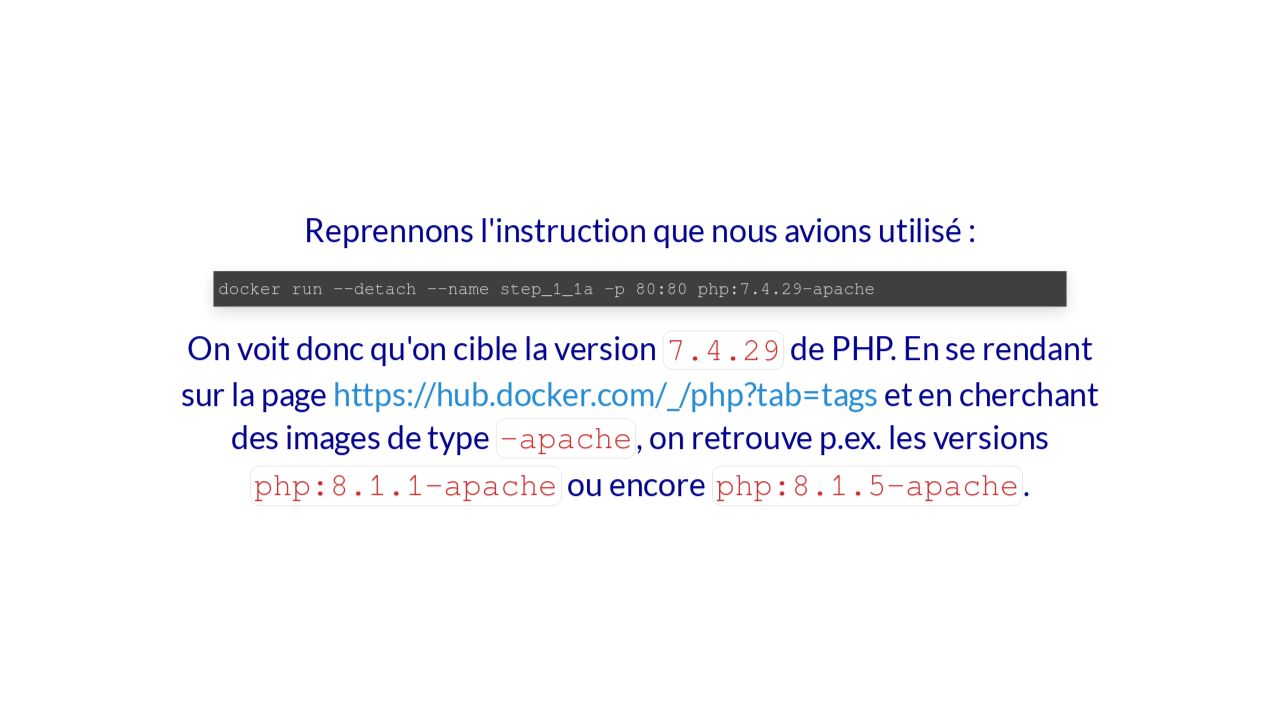 Reprennons l'instruction que nous avions utilisé :
docker run --detach --name step_1_1a -p 80:80 php:7.4.29-apache
On voit donc qu'on cible la version 7.4.29 de PHP. En se rendant
sur la page https://hub.docker.com/_/php?tab=tags et en cherchant
des images de type -apache, on retrouve p.ex. les versions
php:8.1.1-apache ou encore php:8.1.5-apache.